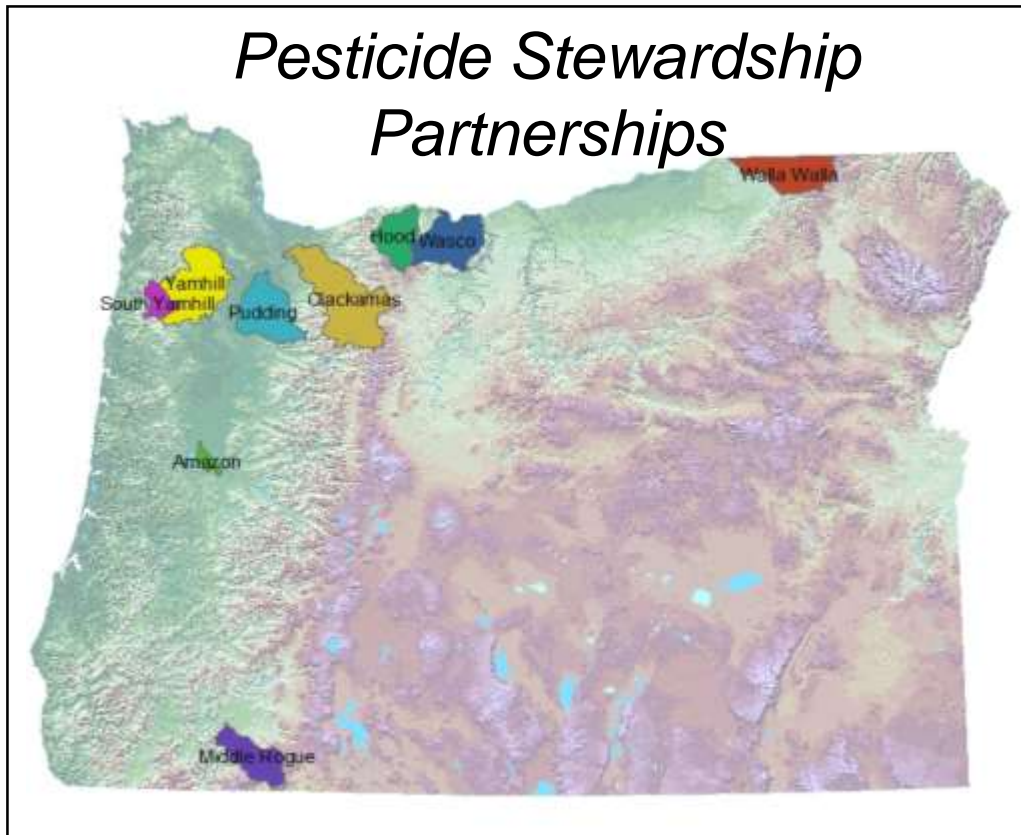 Pesticide Stewardship
Partnerships
Walla Walla
Hood
Wasco
Yamhill
South Yamhill
Pudding
Clackamas
Amazon
Middle Rogue